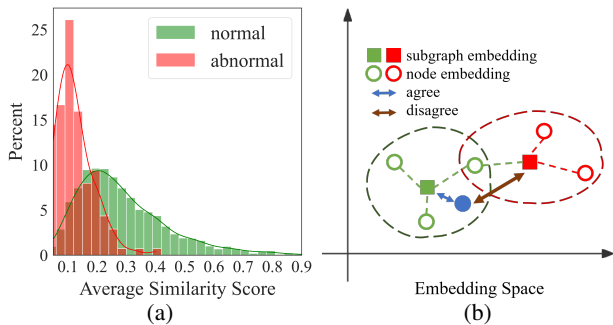 normal
abnormal
Percent
25
20
15
10
5
0
0.1 0.2 0.3 0.4 0.5 0.6 0.7 0.8 0.9
Average Similarity Score
(a)
subgraph embedding
node embedding
agree
disagree
Embedding Space
(b)